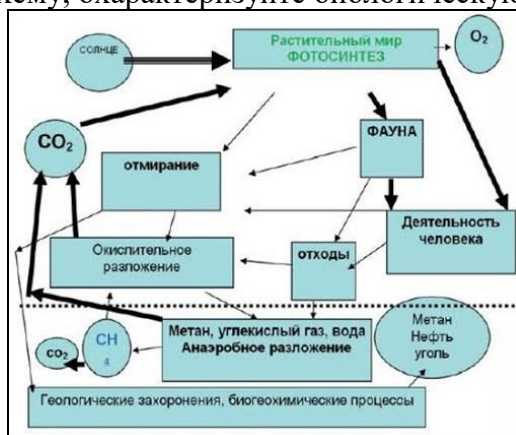 хему, охарактеризуйте биологическую
СОЛНЦЕ
Растительный мир
ФОТОСИНТЕЗ
O2
CO2
ФАУНА
отмирание
Деятельность
человека
Окислительное
разложение
отходы
Метан, углекислый газ, вода
Анаэробное разложение
Метан
Нефть
уголь
CH
4
CO2
Геологические захоронения, биогеохимические процессы